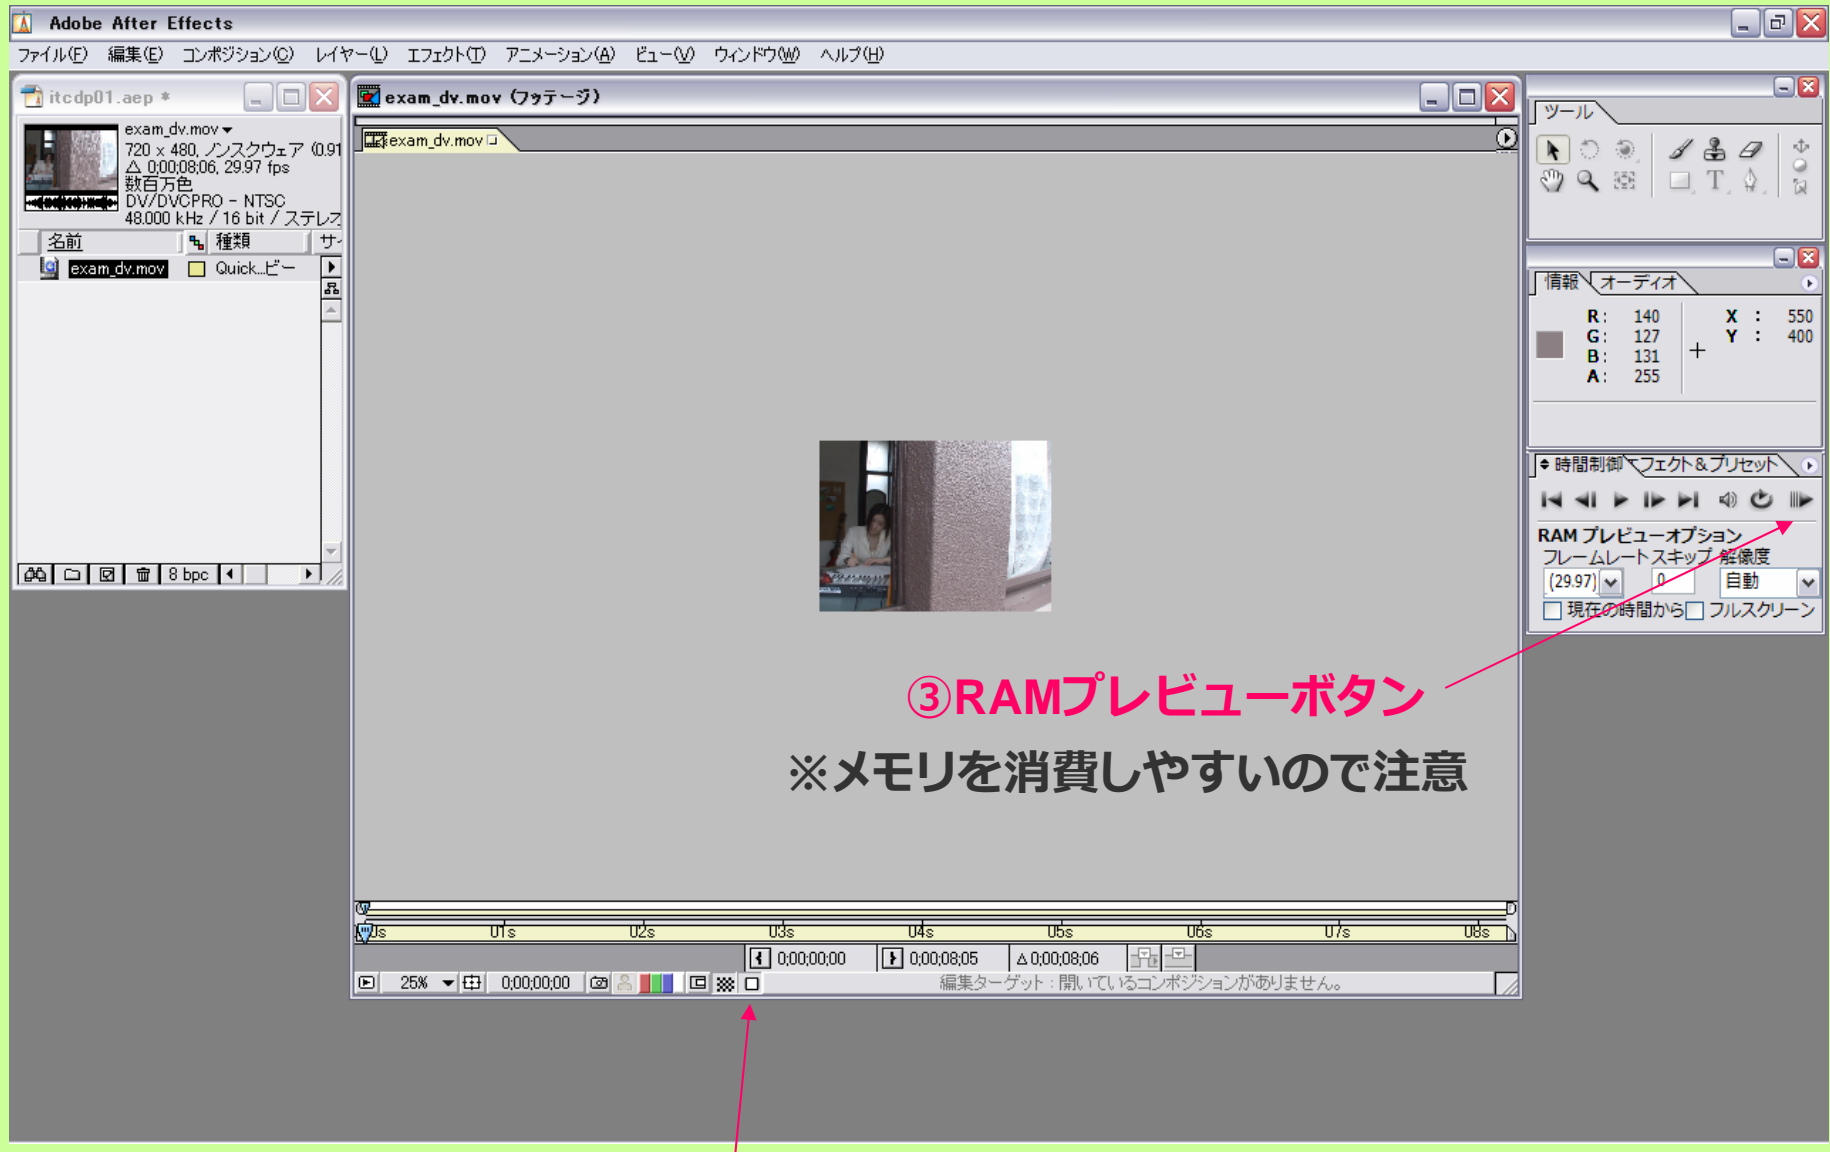 Adobe After Effects
ファイル(F) 編集(E) コンポジション(C) レイヤー(L) エフェクト(T) アニメーション(A) ビュー(V) ウィンドウ(W) ヘルプ(H)
itcdp01.aep *
exam_dv.mov
720 x 480, ノンスクウェア (0.91
△ 0;00;08;06, 29.97 fps
数百万色
DV/DVCPRO - NTSC
48.000 kHz / 16 bit / ステレオ
名前 種類 サ
exam_dv.mov Quick...ビー
8 bpc
exam_dv.mov (フッテージ)
exam_dv.mov
③RAMプレビューボタン
※メモリを消費しやすいので注意
01s 02s 03s 04s 05s 06s 07s 08s
0;00;00;00 0;00;08;05 △ 0;00;08;06
25% 0;00;00;00 編集ターゲット : 開いているコンポジションがありません。
ツール
T
情報 オーディオ
R : 140 X : 550
G : 127 Y : 400
B : 131
A : 255
時間制御 フェクト&プリセット
RAM プレビューオプション
フレームレート スキップ 解像度
(29.97) 0 自動
現在の時間から フルスクリーン